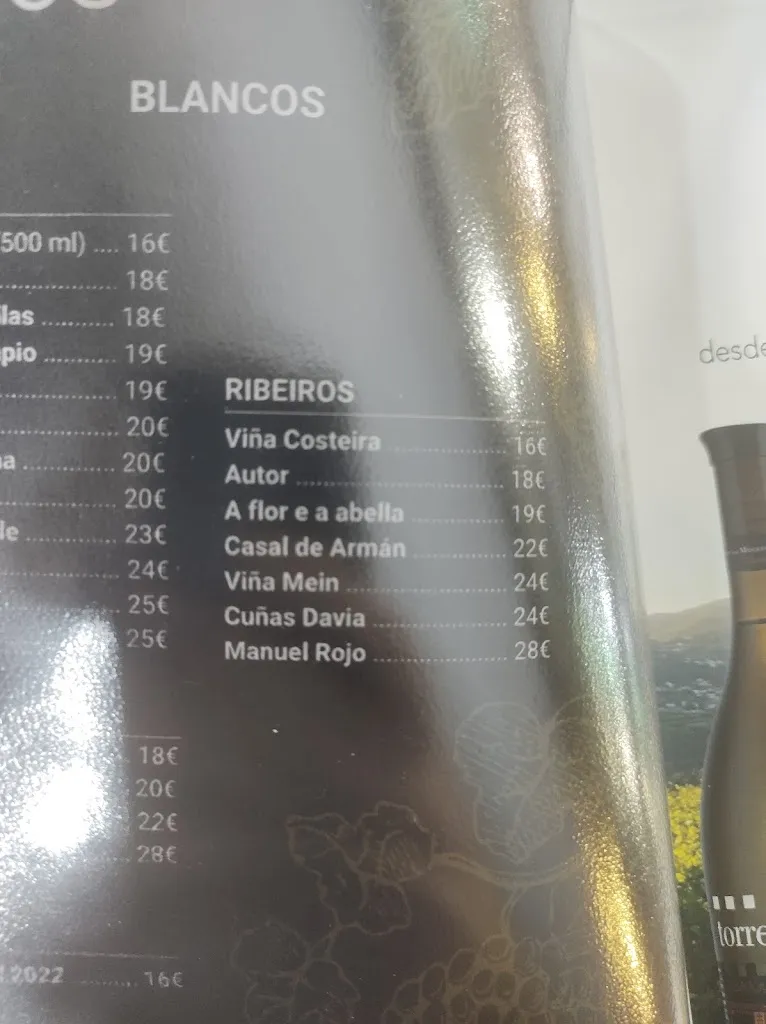 BLANCOS
500 ml) .... 16€
.................. 18€
las ............ 18€
pio ............ 19€
.................. 19€
.................. 20€
a ............... 20€
.................. 20€
le .............. 23€
.................. 24€
.................. 25€
.................. 25€
18€
20€
22€
28€
2022 .......... 16€
RIBEIROS
Viña Costeira .................... 16€
Autor .................................. 18€
A flor e a abella ................ 19€
Casal de Armán ................ 22€
Viña Mein ........................... 24€
Cuñas Davia ....................... 24€
Manuel Rojo ....................... 28€
desde
torre